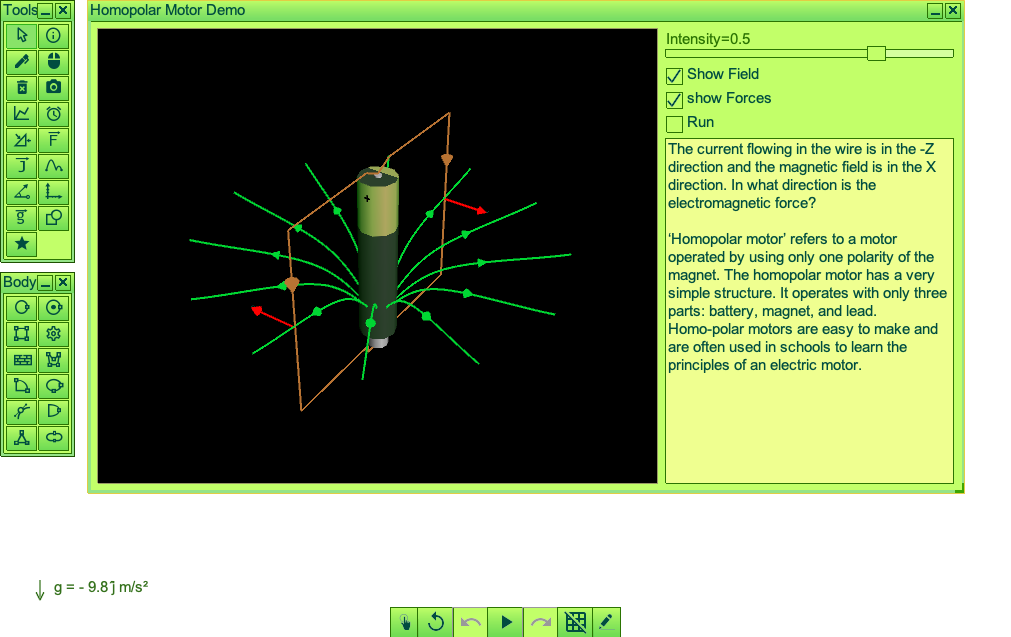 Tools
Homopolar Motor Demo
Intensity=0.5
Show Field
show Forces
Run
The current flowing in the wire is in the -Z
direction and the magnetic field is in the X
direction. In what direction is the
electromagnetic force?
‘Homopolar motor’ refers to a motor
operated by using only one polarity of the
magnet. The homopolar motor has a very
simple structure. It operates with only three
parts: battery, magnet, and lead.
Homo-polar motors are easy to make and
are often used in schools to learn the
principles of an electric motor.
+
F
J
g
Body
g = - 9.8 ĵ m/s²